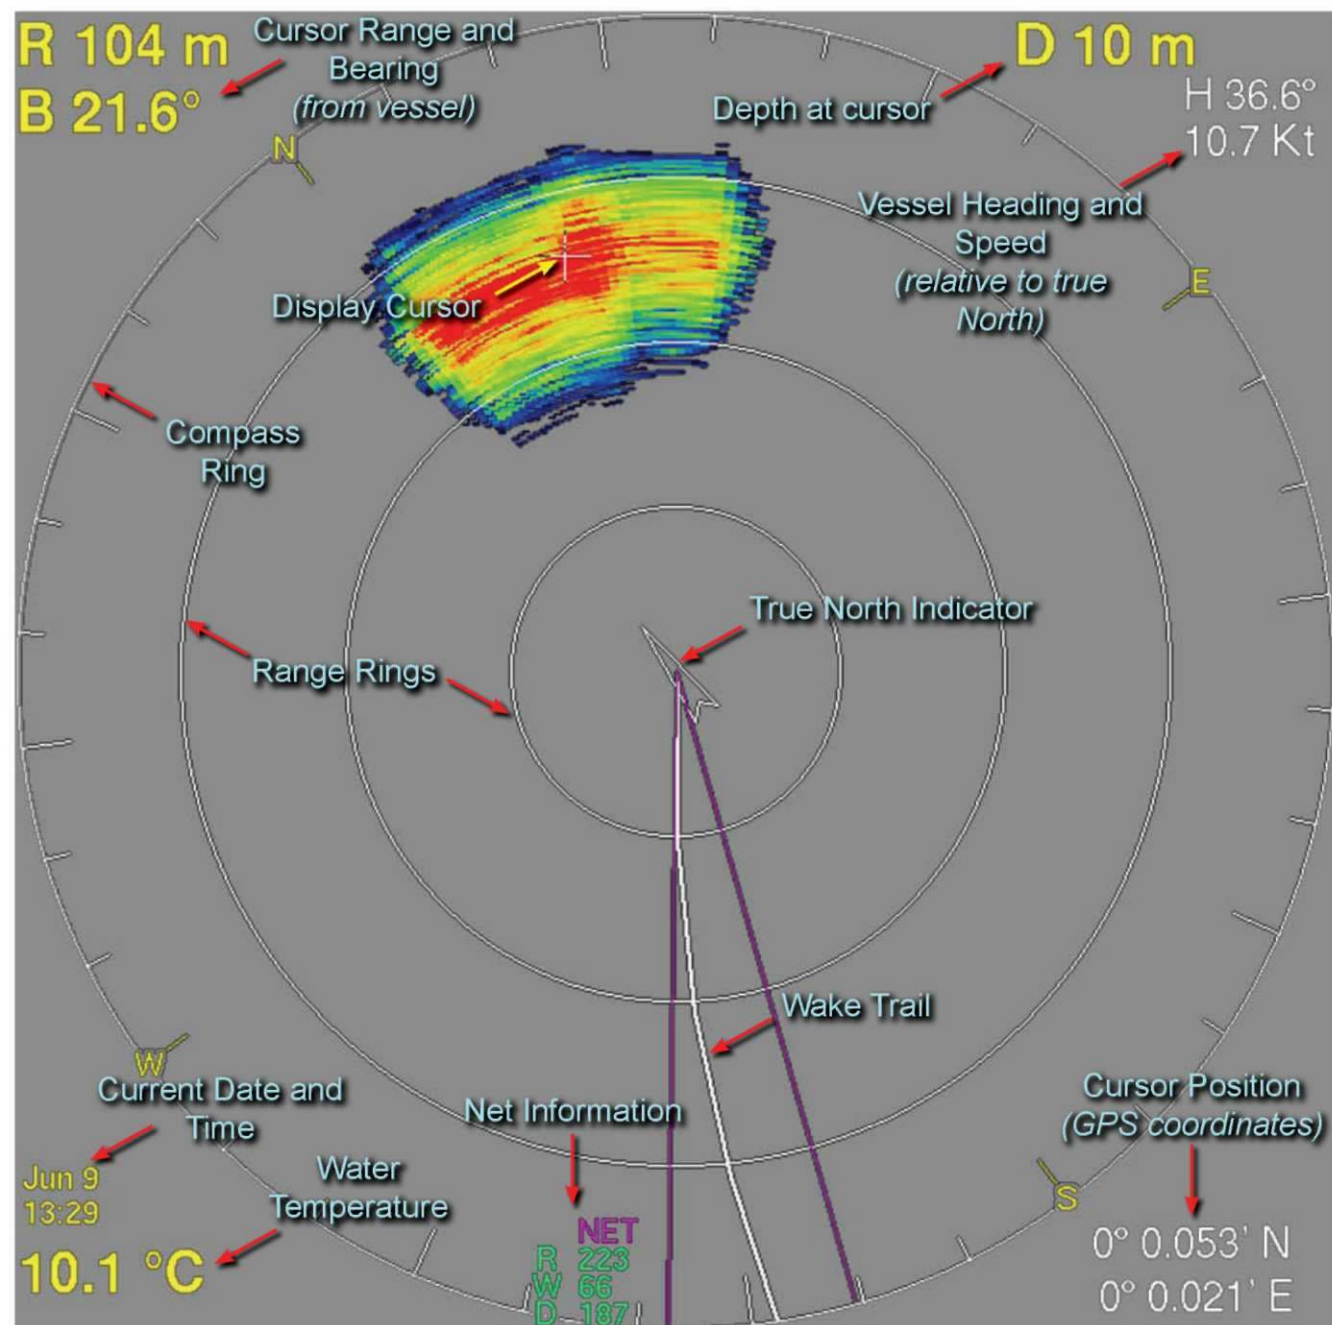 R 104 m
B 21.6°
Cursor Range and
Bearing
(from vessel)
D 10 m
H 36.6°
10.7 Kt
Depth at cursor
N
Vessel Heading and
Speed
(relative to true
North)
E
Display Cursor
Compass
Ring
True North Indicator
Range Rings
Wake Trail
W
Current Date and
Time
Net Information
Cursor Position
(GPS coordinates)
Jun 9
13:29
Water
Temperature
S
10.1 °C
NET
R 223
W 66
D 187
0° 0.053' N
0° 0.021' E